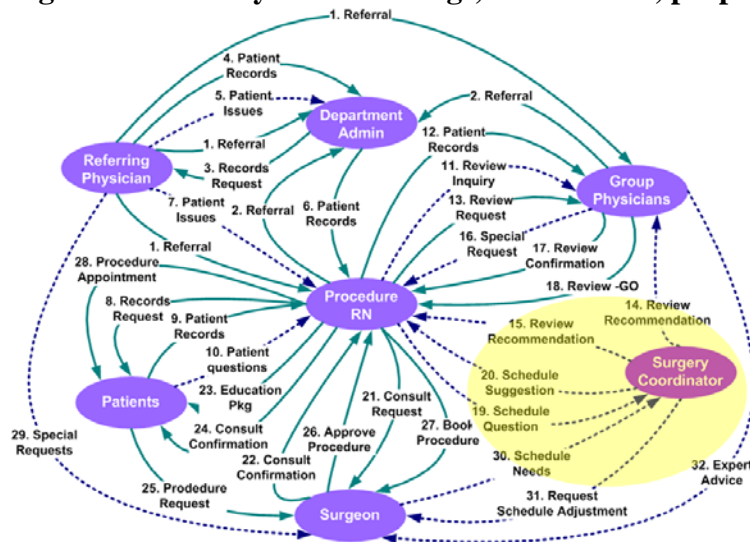 1. Referral
4. Patient
Records
5. Patient
Issues
Department
Admin
2. Referral
1. Referral
12. Patient
Records
Referring
Physician
3. Records
Request
11. Review
Inquiry
Group
Physicians
7. Patient
Issues
2. Referral
6. Patient
Records
13. Review
Request
16. Special
Request
17. Review
Confirmation
1. Referral
28. Procedure
Appointment
18. Review -GO
Procedure
RN
8. Records
Request
9. Patient
Records
14. Review
Recommendation
15. Review
Recommendation
10. Patient
questions
Surgery
Coordinator
20. Schedule
Suggestion
23. Education
Pkg
21. Consult
Request
Patients
19. Schedule
Question
24. Consult
Confirmation
26. Approve
Procedure
27. Book
Procedure
29. Special
Requests
22. Consult
Confirmation
30. Schedule
Needs
32. Expert
Advice
25. Prodedure
Request
31. Request
Schedule Adjustment
Surgeon